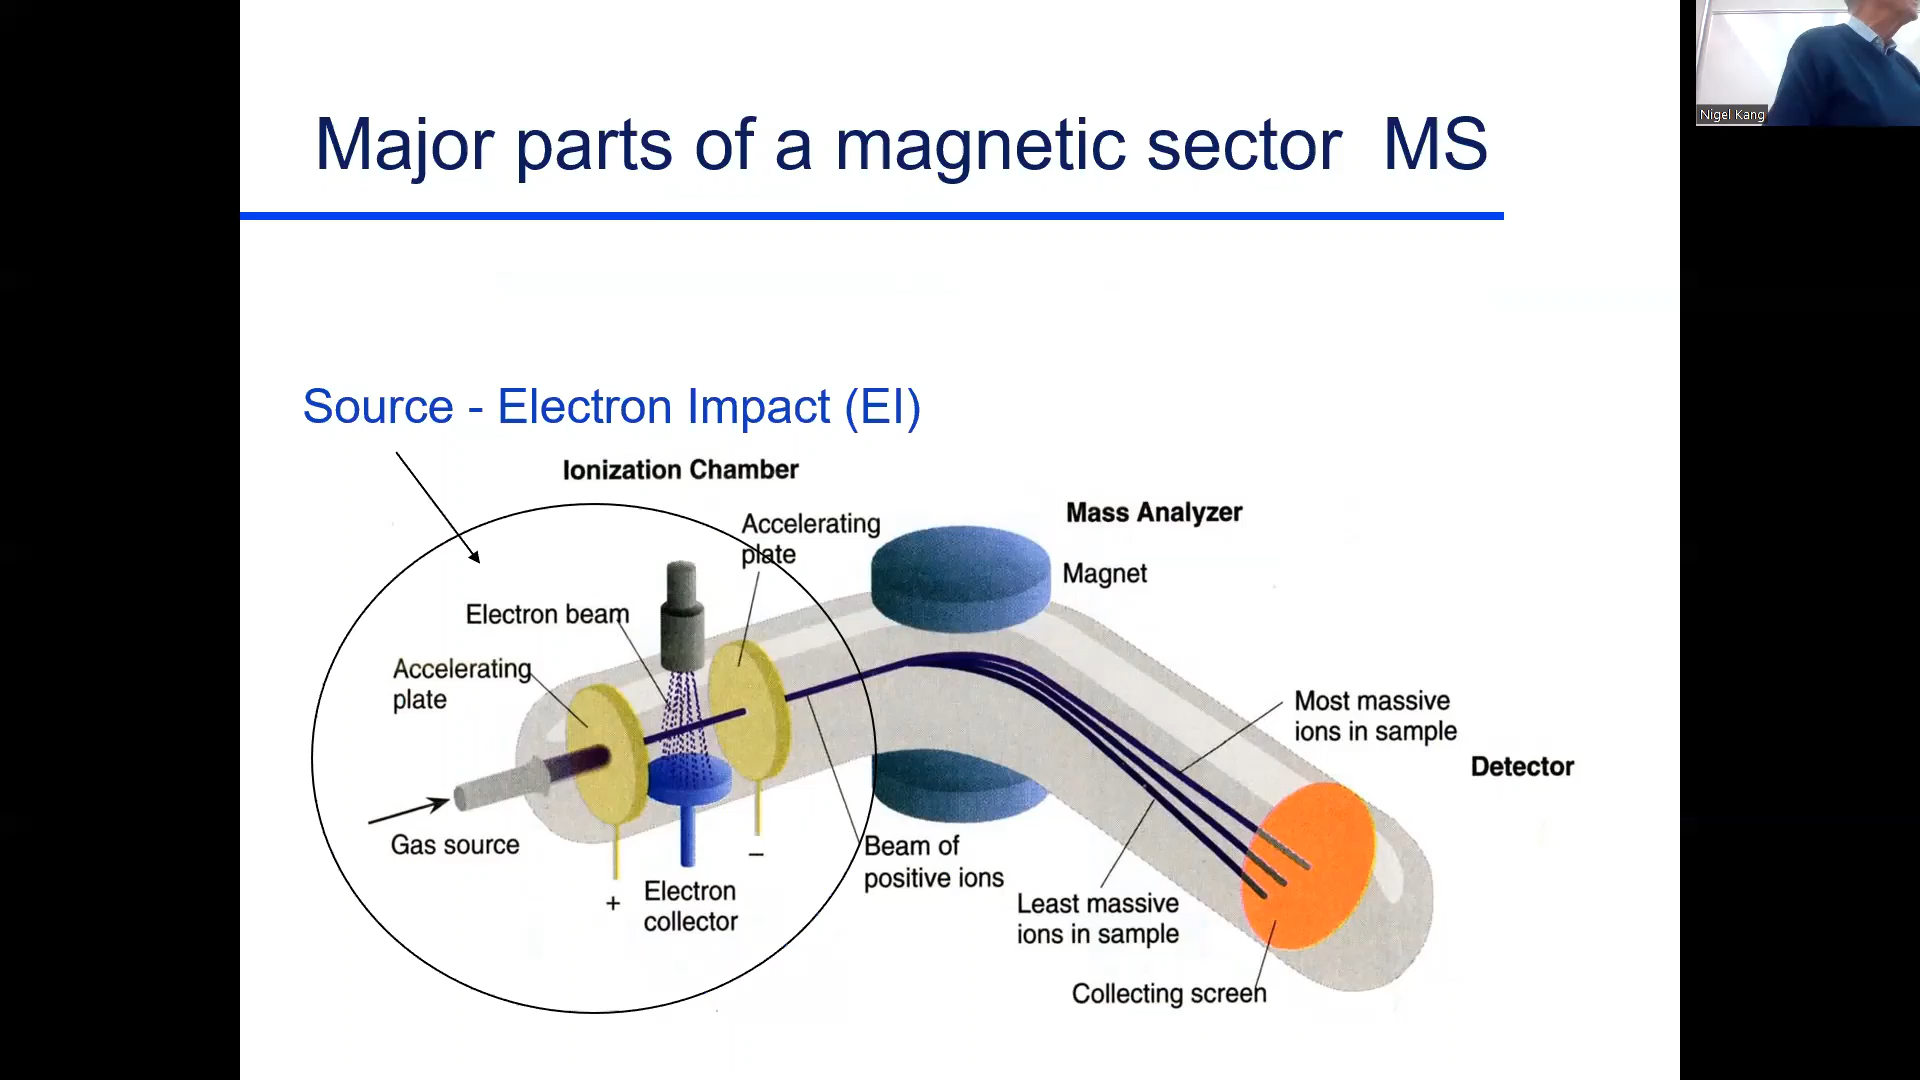 Major parts of a magnetic sector MS
Nigel Kang
Source - Electron Impact (EI)
Ionization Chamber
Accelerating
plate
Mass Analyzer
Magnet
Electron beam
Accelerating
plate
Most massive
ions in sample
Detector
Gas source
+
−
Electron
collector
Beam of
positive ions
Least massive
ions in sample
Collecting screen